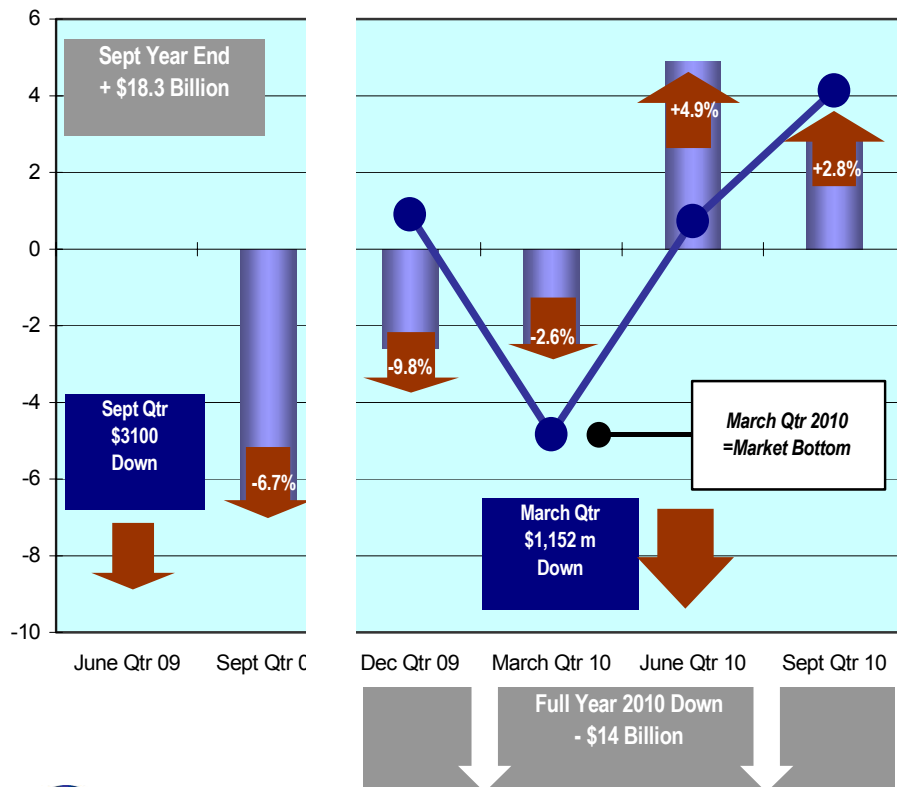 6
4
2
0
-2
-4
-6
-8
-10
Sept Year End
+ $18.3 Billion
+4.9%
+2.8%
-9.8%
-2.6%
-6.7%
Sept Qtr
$3100
Down
March Qtr 2010
=Market Bottom
March Qtr
$1,152 m
Down
June Qtr 09
Sept Qtr
Dec Qtr 09
March Qtr 10
June Qtr 10
Sept Qtr 10
Full Year 2010 Down
- $14 Billion